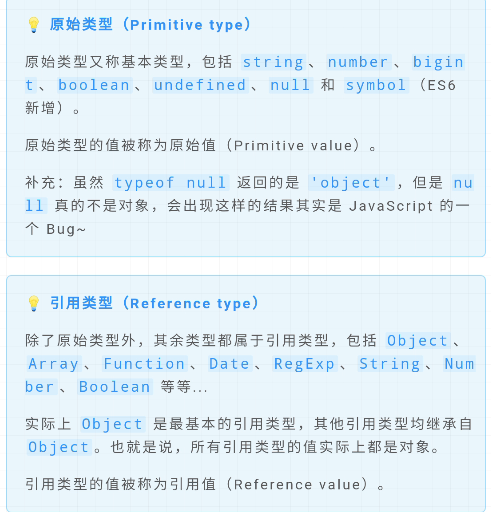 💡 原始类型（Primitive type）
原始类型又称基本类型，包括 string、number、bigin
t、boolean、undefined、null 和 symbol（ES6
新增）。
原始类型的值被称为原始值（Primitive value）。
补充：虽然 typeof null 返回的是 'object'，但是 nu
ll 真的不是对象，会出现这样的结果其实是 JavaScript 的一
个 Bug~
💡 引用类型（Reference type）
除了原始类型外，其余类型都属于引用类型，包括 Object、
Array、Function、Date、RegExp、String、Num
ber、Boolean 等等...
实际上 Object 是最基本的引用类型，其他引用类型均继承自
Object。也就是说，所有引用类型的值实际上都是对象。
引用类型的值被称为引用值（Reference value）。